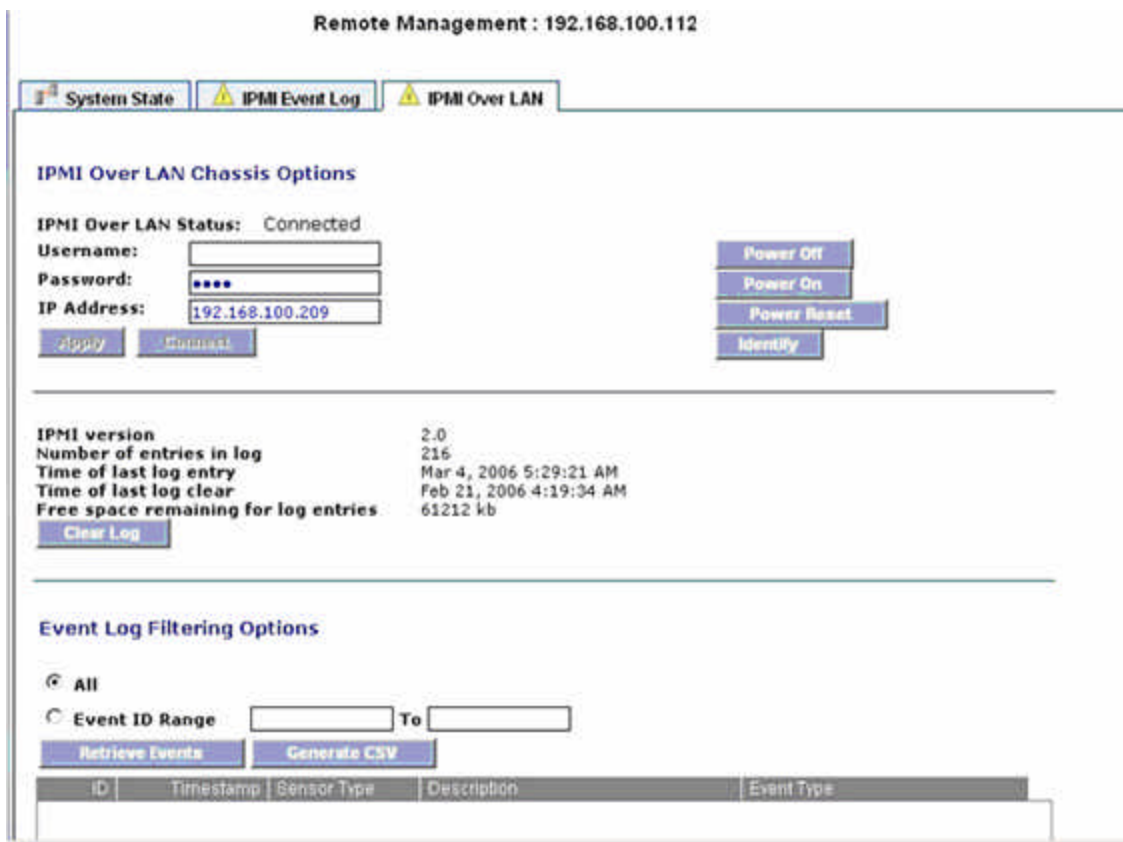 Remote Management : 192.168.100.112
System State
IPMI Event Log
IPMI Over LAN
IPMI Over LAN Chassis Options
IPMI Over LAN Status: Connected
Username:
Power Off
Password: ••••
Power On
IP Address: 192.168.100.209
Power Reset
Apply Connect
Identify
IPMI version 2.0
Number of entries in log 216
Time of last log entry Mar 4, 2006 5:29:21 AM
Time of last log clear Feb 21, 2006 4:19:34 AM
Free space remaining for log entries 61212 kb
Clear Log
Event Log Filtering Options
All
Event ID Range To
Retrieve Events Generate CSV
ID Timestamp Sensor Type Description Event Type